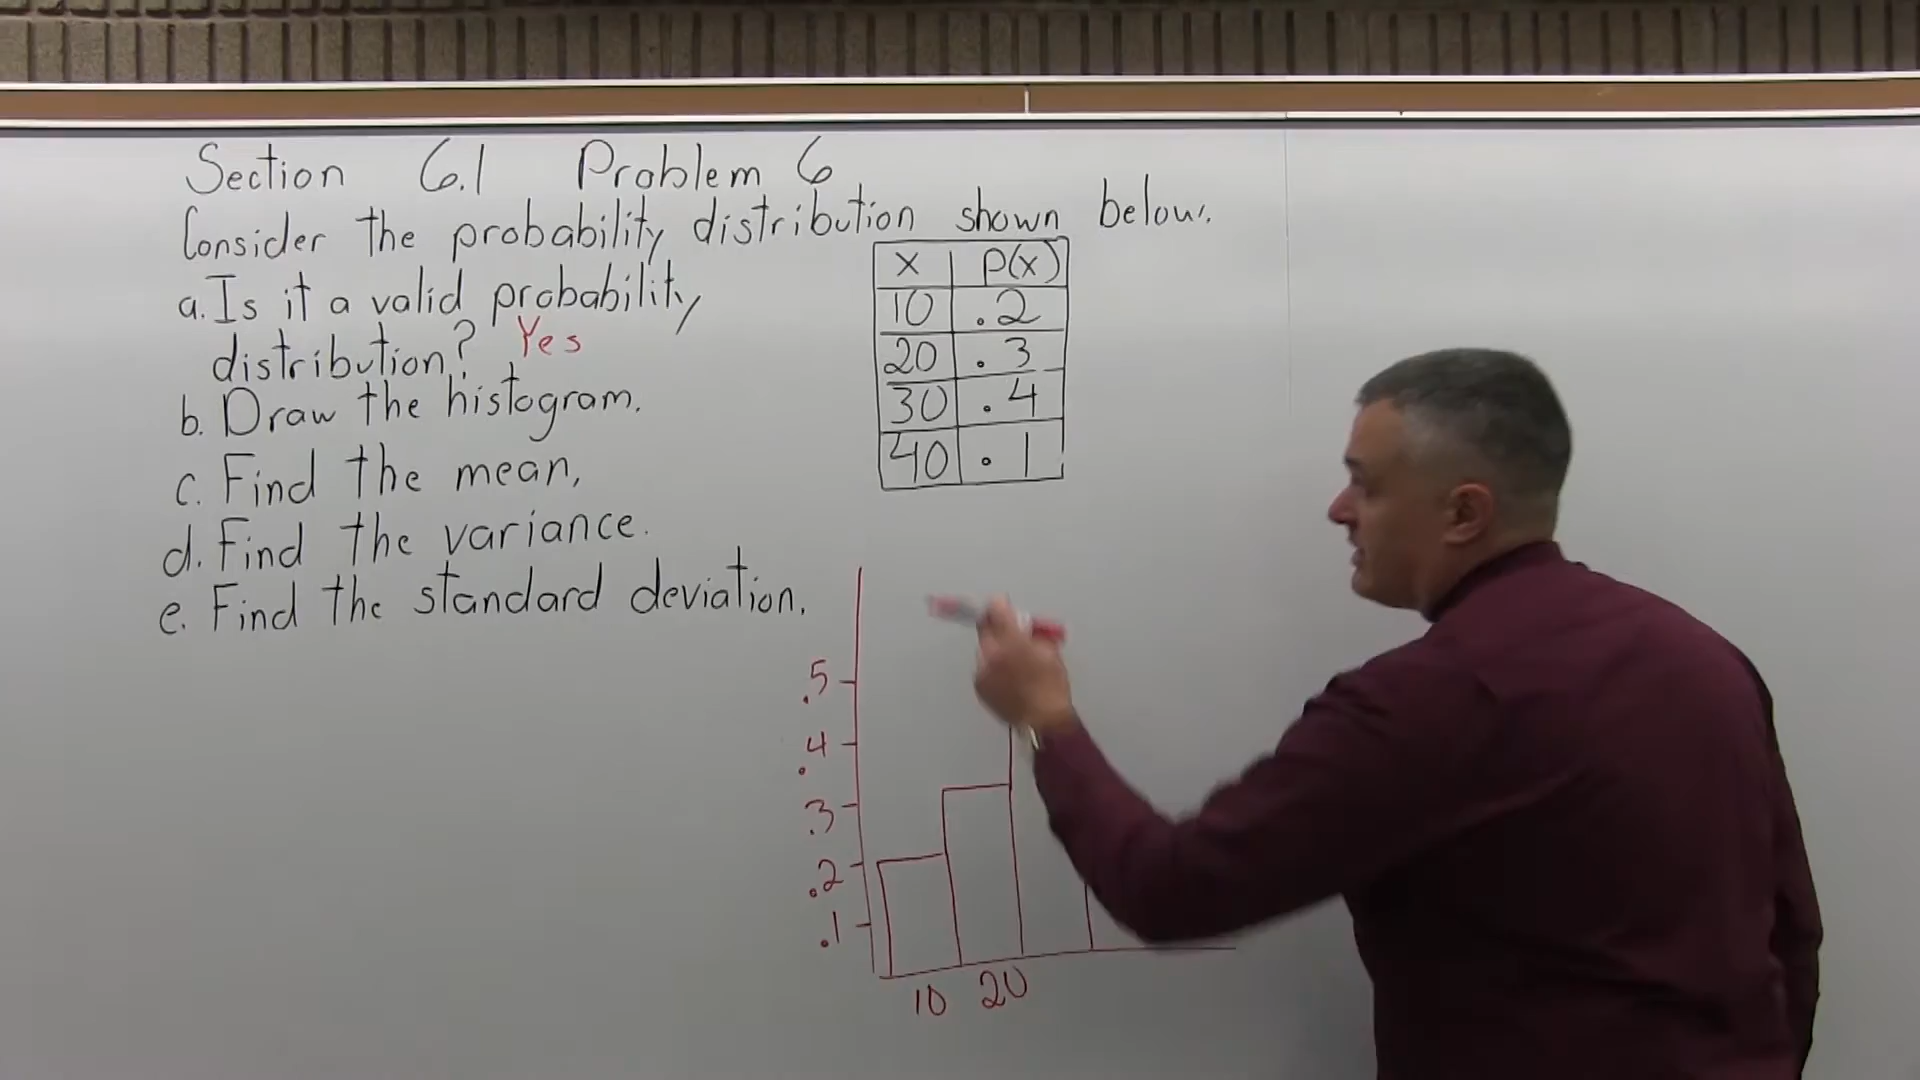 Section 6.1 Problem 6
Consider the probability distribution shown below.
a. Is it a valid probability
distribution? Yes
b. Draw the histogram.
c. Find the mean.
d. Find the variance.
e. Find the standard deviation.
x P(x)
10 .2
20 .3
30 .4
40 .1
.5
.4
.3
.2
.1
10 20